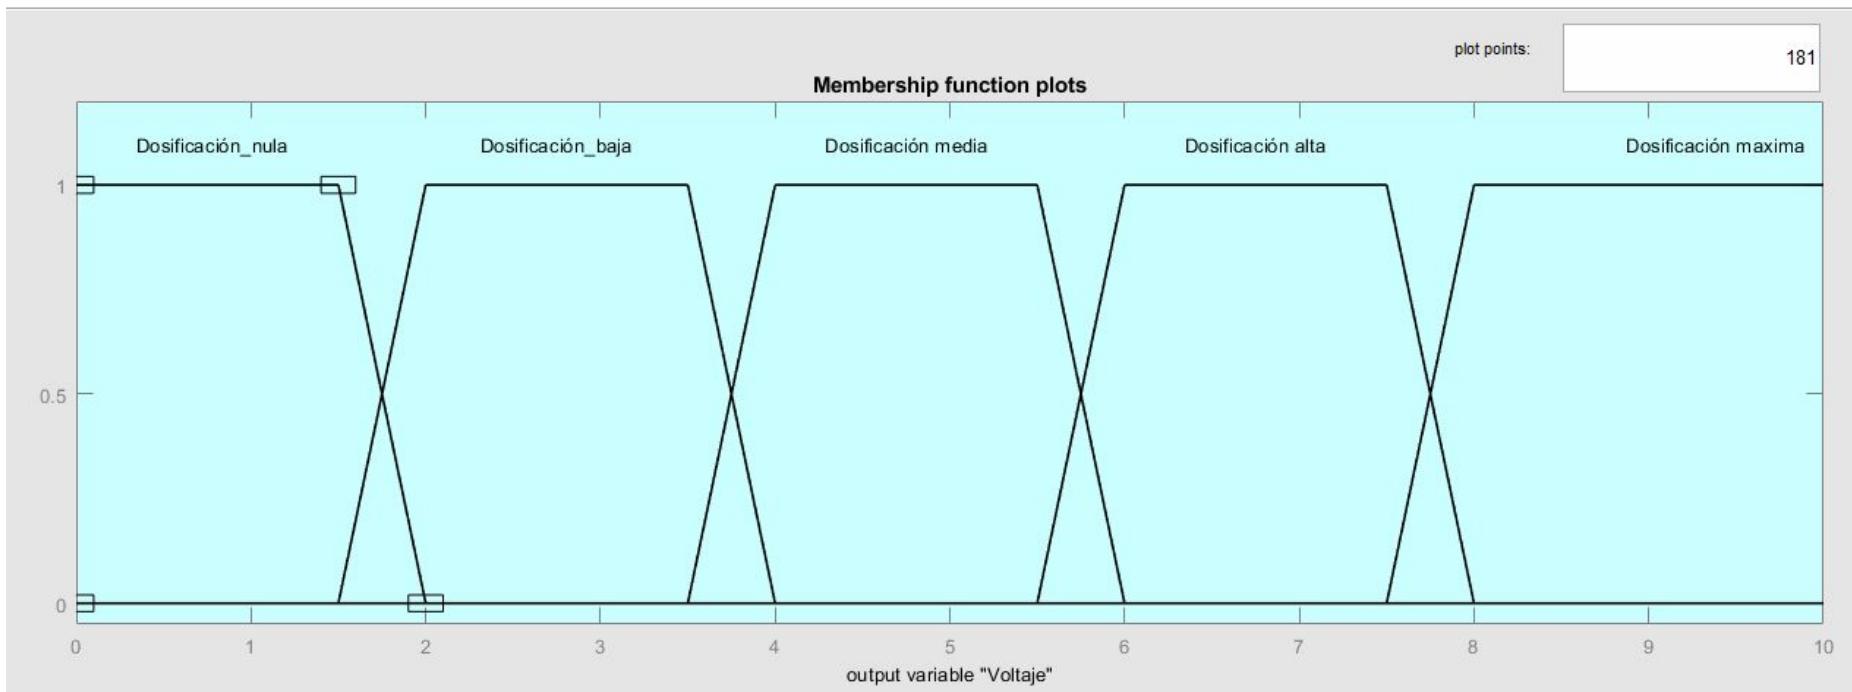 plot points:
181
Membership function plots
Dosificación_nula Dosificación_baja Dosificación media Dosificación alta Dosificación maxima
1
0.5
0
0 1 2 3 4 5 6 7 8 9 10
output variable "Voltaje"